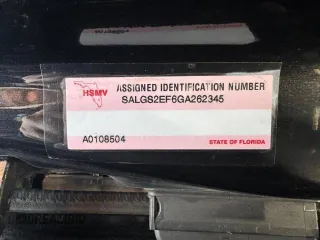 HSMV
ASSIGNED IDENTIFICATION NUMBER
SALGS2EF6GA262345
A0108504
STATE OF FLORIDA